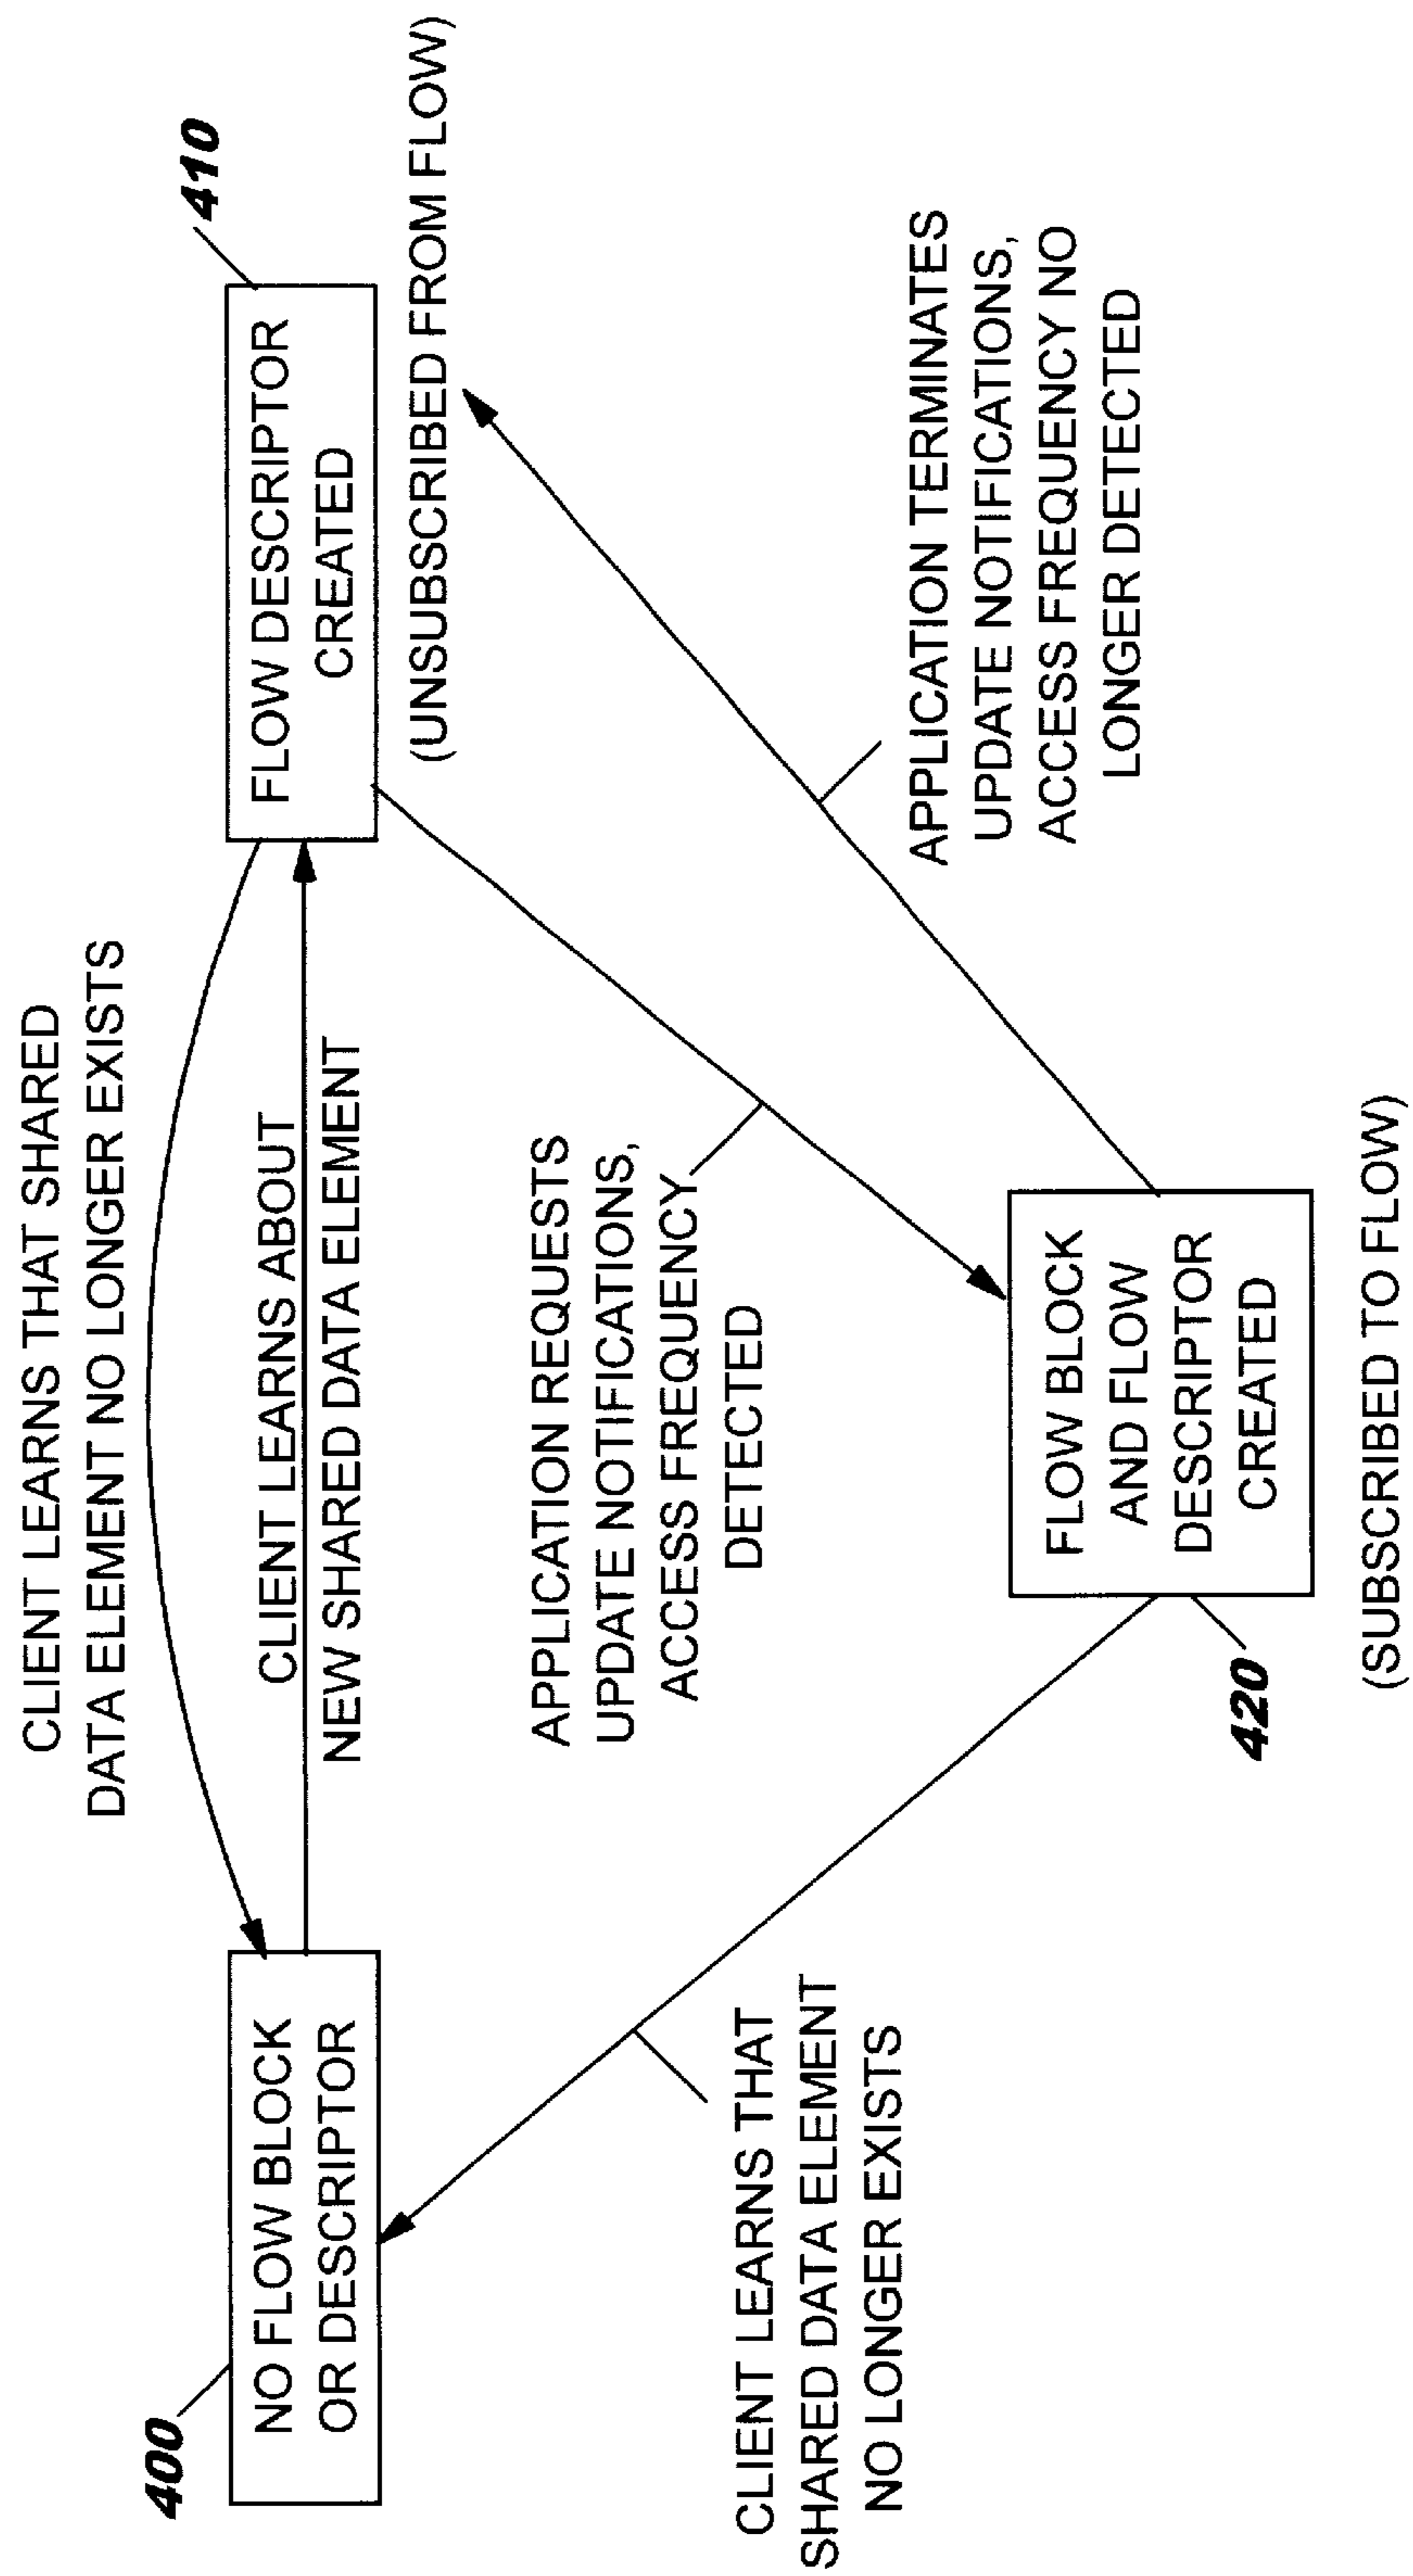 CLIENT LEARNS THAT SHARED
DATA ELEMENT NO LONGER EXISTS
400
NO FLOW BLOCK
OR DESCRIPTOR
CLIENT LEARNS ABOUT
NEW SHARED DATA ELEMENT
410
FLOW DESCRIPTOR
CREATED
(UNSUBSCRIBED FROM FLOW)
APPLICATION REQUESTS
UPDATE NOTIFICATIONS,
ACCESS FREQUENCY
DETECTED
CLIENT LEARNS THAT
SHARED DATA ELEMENT
NO LONGER EXISTS
APPLICATION TERMINATES
UPDATE NOTIFICATIONS,
ACCESS FREQUENCY NO
LONGER DETECTED
FLOW BLOCK
AND FLOW
DESCRIPTOR
CREATED
420
(SUBSCRIBED TO FLOW)